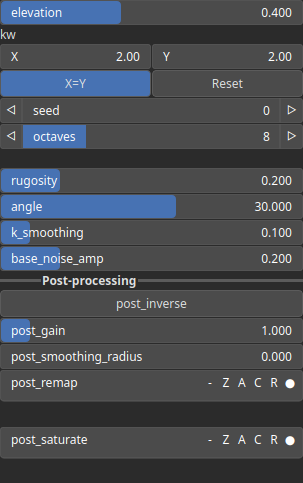 elevation 0.400
kw
X 2.00 Y 2.00
X=Y Reset
seed 0
octaves 8
rugosity 0.200
angle 30.000
k_smoothing 0.100
base_noise_amp 0.200
Post-processing
post_inverse
post_gain 1.000
post_smoothing_radius 0.000
post_remap - Z A C R
post_saturate - Z A C R